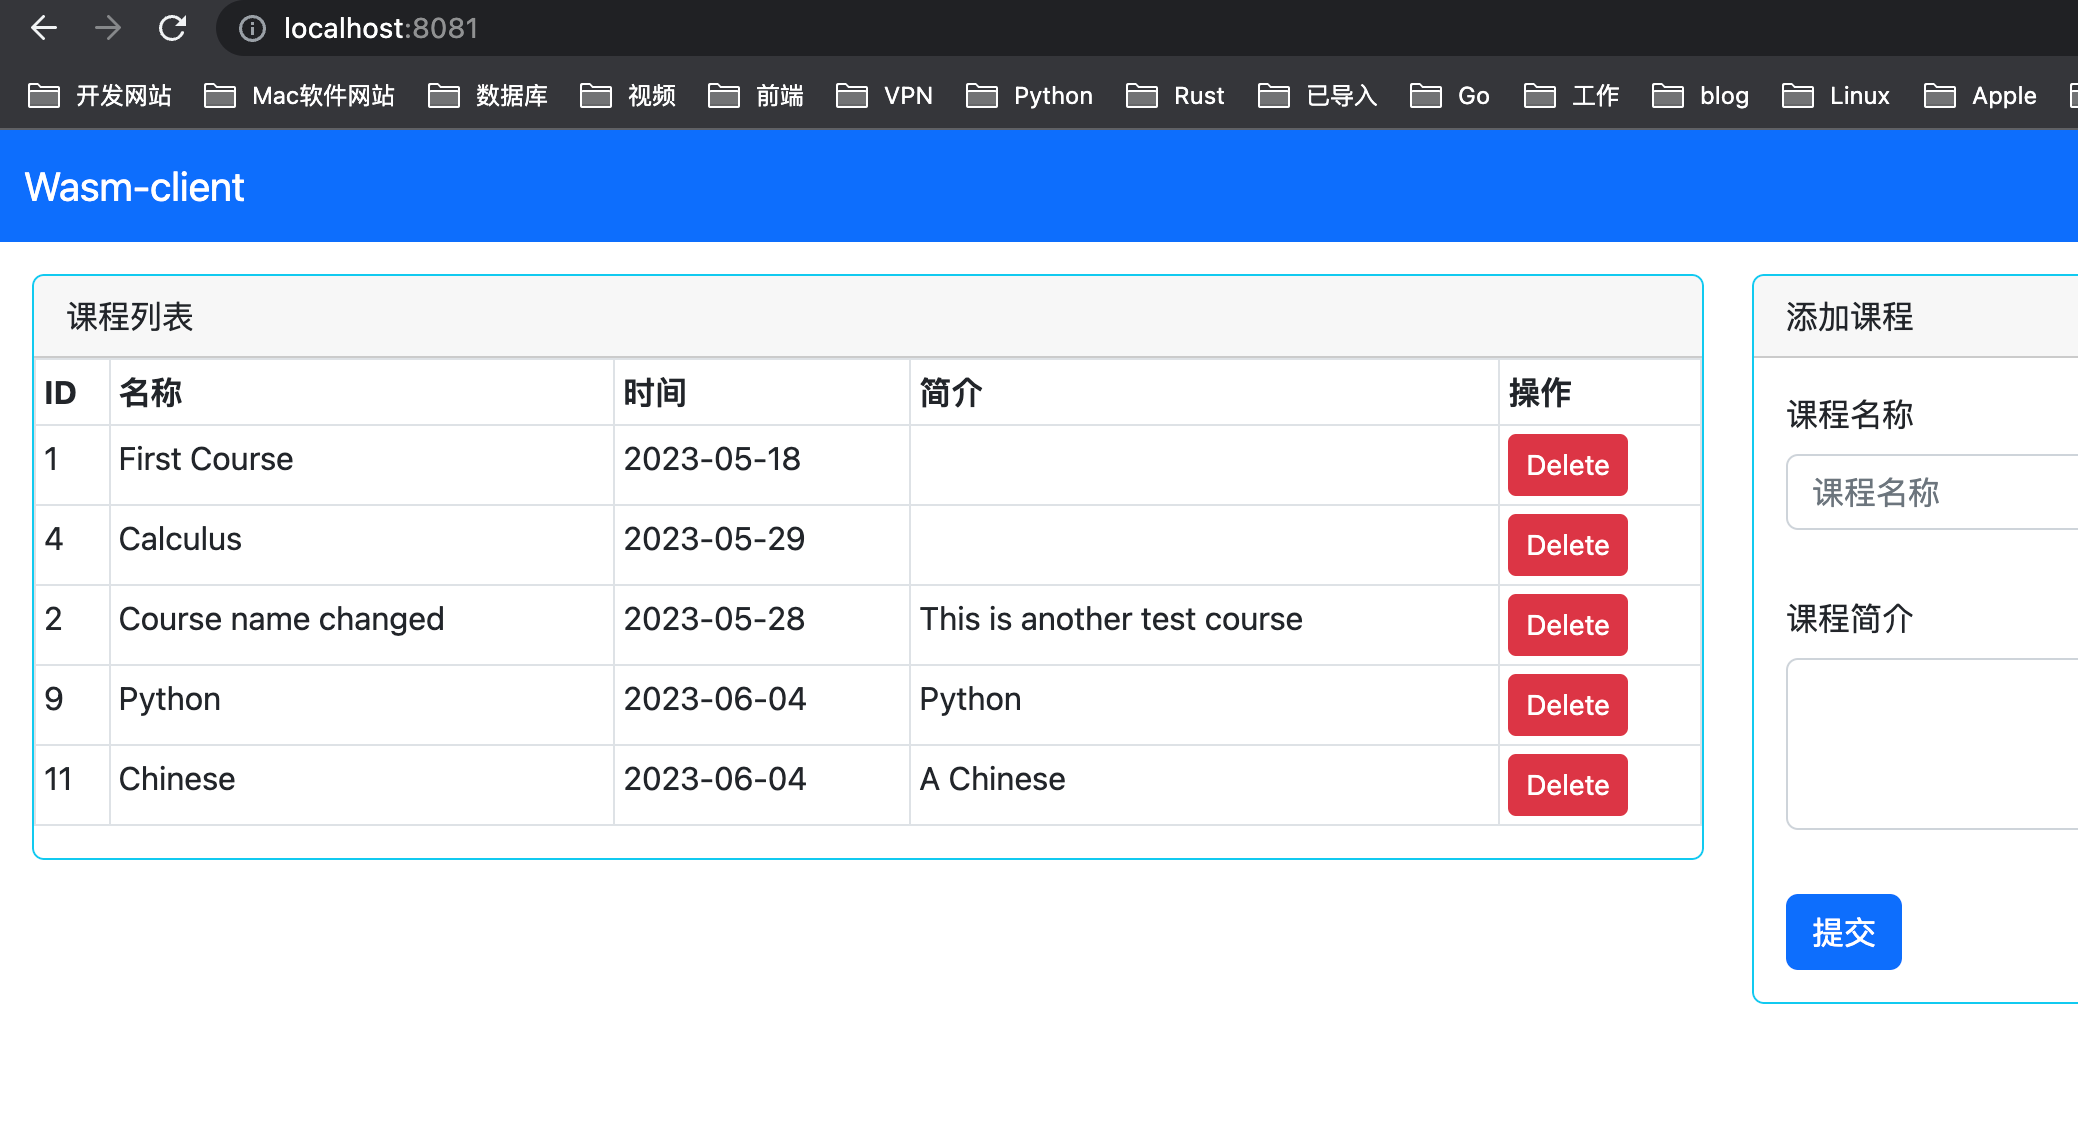 localhost:8081
开发网站 Mac软件网站 数据库 视频 前端 VPN Python Rust 已导入 Go 工作 blog Linux Apple
Wasm-client
课程列表
ID 名称 时间 简介 操作
1 First Course 2023-05-18 Delete
4 Calculus 2023-05-29 Delete
2 Course name changed 2023-05-28 This is another test course Delete
9 Python 2023-06-04 Python Delete
11 Chinese 2023-06-04 A Chinese Delete
添加课程
课程名称
课程名称
课程简介
提交